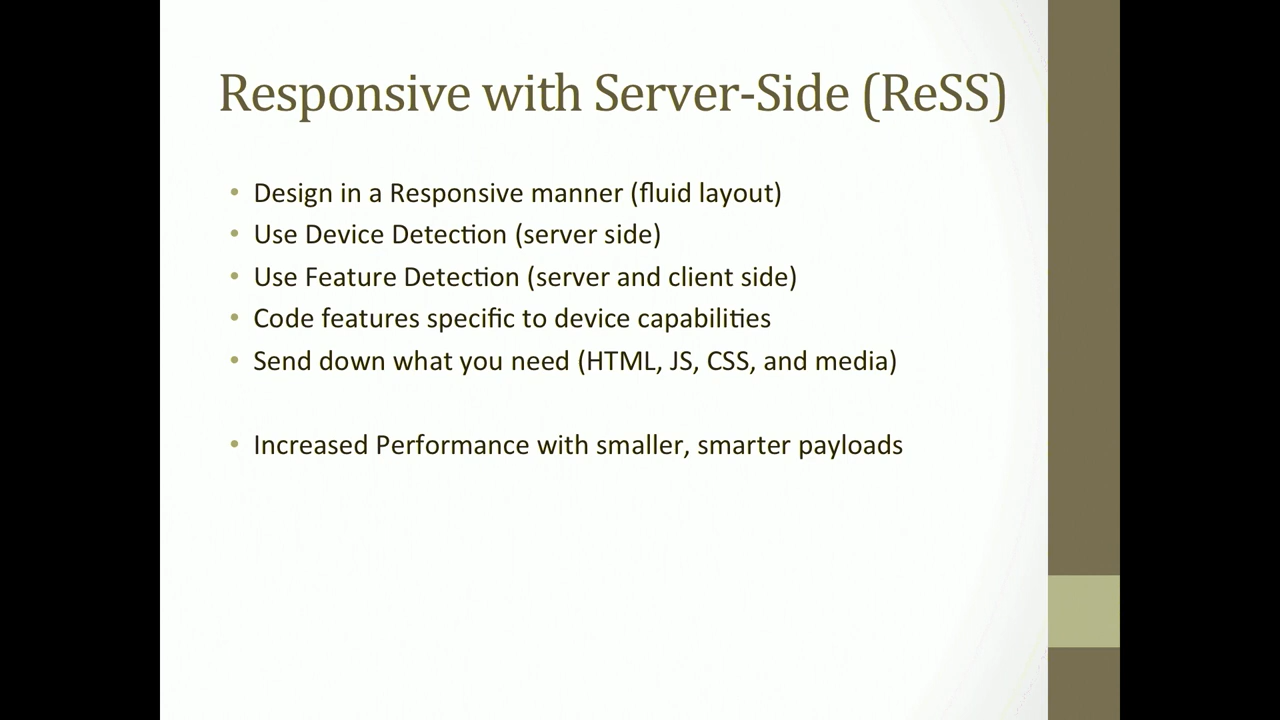 Responsive with Server-Side (ReSS)
• Design in a Responsive manner (fluid layout)
• Use Device Detection (server side)
• Use Feature Detection (server and client side)
• Code features specific to device capabilities
• Send down what you need (HTML, JS, CSS, and media)
• Increased Performance with smaller, smarter payloads